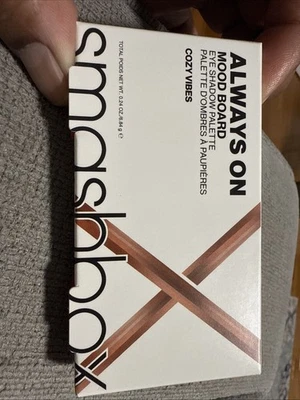 ALWAYS ON
MOOD BOARD
EYE SHADOW PALETTE
PALETTE D'OMBRES À PAUPIÈRES
COZY VIBES
TOTAL POIDS NET WT. 0.24 OZ/6.84 g ℮
smashbox